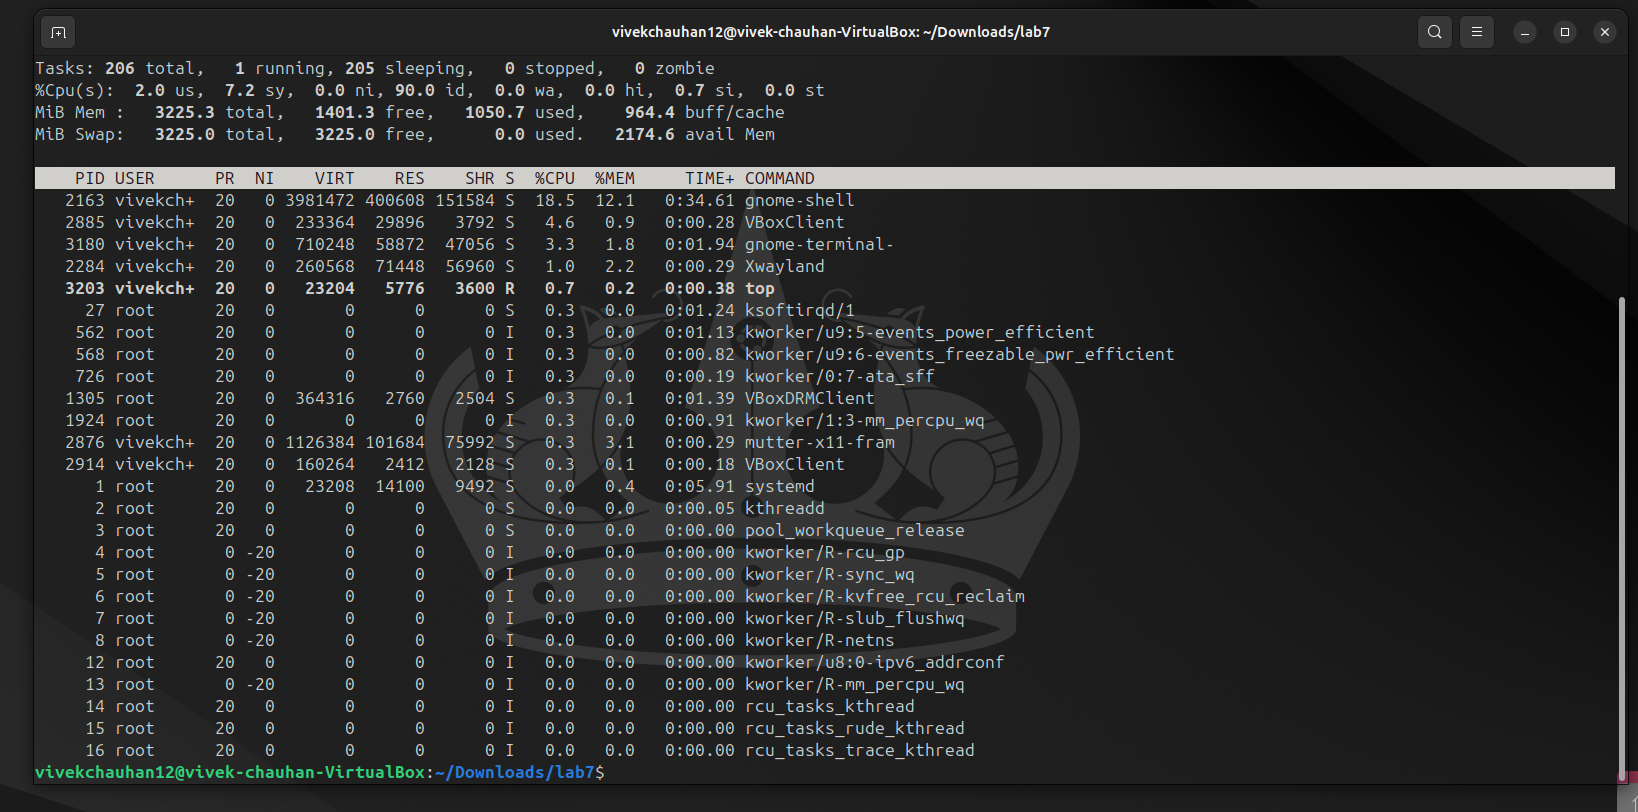 vivekchauhan12@vivek-chauhan-VirtualBox: ~/Downloads/lab7
Tasks: 206 total,   1 running, 205 sleeping,   0 stopped,   0 zombie
%Cpu(s):  2.0 us,  7.2 sy,  0.0 ni, 90.0 id,  0.0 wa,  0.0 hi,  0.7 si,  0.0 st
MiB Mem :   3225.3 total,   1401.3 free,   1050.7 used,    964.4 buff/cache
MiB Swap:   3225.0 total,   3225.0 free,      0.0 used.   2174.6 avail Mem
    PID USER      PR  NI    VIRT    RES    SHR S  %CPU  %MEM     TIME+ COMMAND
   2163 vivekch+  20   0 3981472 400608 151584 S  18.5  12.1   0:34.61 gnome-shell
   2885 vivekch+  20   0  233364  29896   3792 S   4.6   0.9   0:00.28 VBoxClient
   3180 vivekch+  20   0  710248  58872  47056 S   3.3   1.8   0:01.94 gnome-terminal-
   2284 vivekch+  20   0  260568  71448  56960 S   1.0   2.2   0:00.29 Xwayland
   3203 vivekch+  20   0   23204   5776   3600 R   0.7   0.2   0:00.38 top
     27 root      20   0       0      0      0 S   0.3   0.0   0:01.24 ksoftirqd/1
    562 root      20   0       0      0      0 I   0.3   0.0   0:01.13 kworker/u9:5-events_power_efficient
    568 root      20   0       0      0      0 I   0.3   0.0   0:00.82 kworker/u9:6-events_freezable_pwr_efficient
    726 root      20   0       0      0      0 I   0.3   0.0   0:00.19 kworker/0:7-ata_sff
   1305 root      20   0  364316   2760   2504 S   0.3   0.1   0:01.39 VBoxDRMClient
   1924 root      20   0       0      0      0 I   0.3   0.0   0:00.91 kworker/1:3-mm_percpu_wq
   2876 vivekch+  20   0 1126384 101684  75992 S   0.3   3.1   0:00.29 mutter-x11-fram
   2914 vivekch+  20   0  160264   2412   2128 S   0.3   0.1   0:00.18 VBoxClient
      1 root      20   0   23208  14100   9492 S   0.0   0.4   0:05.91 systemd
      2 root      20   0       0      0      0 S   0.0   0.0   0:00.05 kthreadd
      3 root      20   0       0      0      0 S   0.0   0.0   0:00.00 pool_workqueue_release
      4 root       0 -20       0      0      0 I   0.0   0.0   0:00.00 kworker/R-rcu_gp
      5 root       0 -20       0      0      0 I   0.0   0.0   0:00.00 kworker/R-sync_wq
      6 root       0 -20       0      0      0 I   0.0   0.0   0:00.00 kworker/R-kvfree_rcu_reclaim
      7 root       0 -20       0      0      0 I   0.0   0.0   0:00.00 kworker/R-slub_flushwq
      8 root       0 -20       0      0      0 I   0.0   0.0   0:00.00 kworker/R-netns
     12 root      20   0       0      0      0 I   0.0   0.0   0:00.00 kworker/u8:0-ipv6_addrconf
     13 root       0 -20       0      0      0 I   0.0   0.0   0:00.00 kworker/R-mm_percpu_wq
     14 root      20   0       0      0      0 I   0.0   0.0   0:00.00 rcu_tasks_kthread
     15 root      20   0       0      0      0 I   0.0   0.0   0:00.00 rcu_tasks_rude_kthread
     16 root      20   0       0      0      0 I   0.0   0.0   0:00.00 rcu_tasks_trace_kthread
vivekchauhan12@vivek-chauhan-VirtualBox:~/Downloads/lab7$